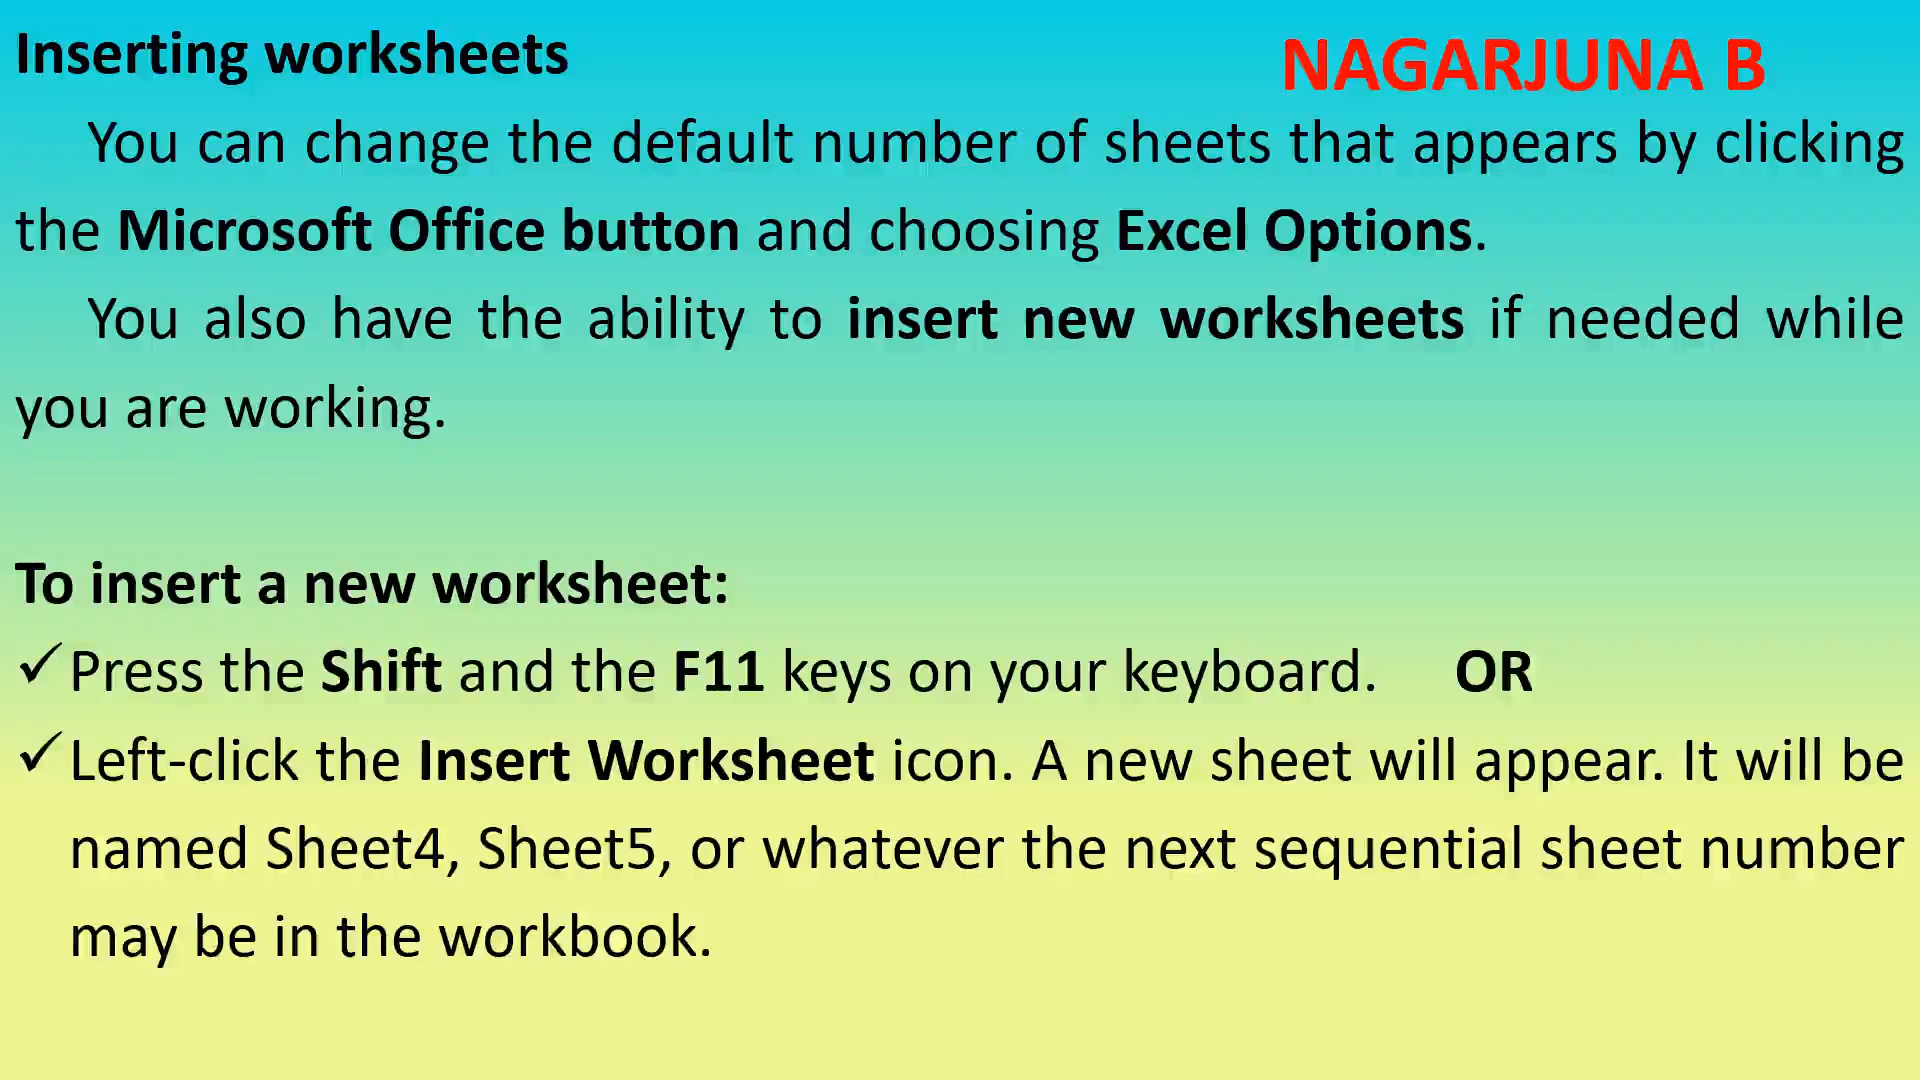 Inserting worksheets
NAGARJUNA B
You can change the default number of sheets that appears by clicking
the Microsoft Office button and choosing Excel Options.
You also have the ability to insert new worksheets if needed while
you are working.
To insert a new worksheet:
✓Press the Shift and the F11 keys on your keyboard. OR
✓Left-click the Insert Worksheet icon. A new sheet will appear. It will be
named Sheet4, Sheet5, or whatever the next sequential sheet number
may be in the workbook.